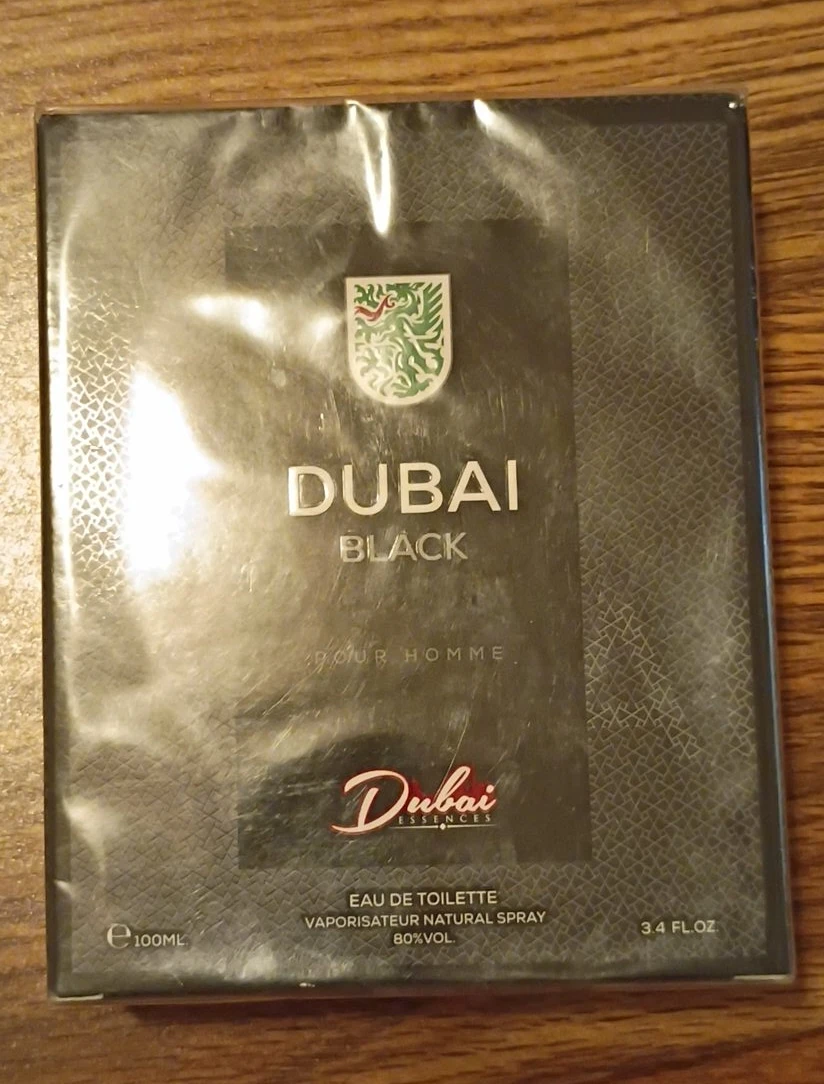 DUBAI
BLACK
POUR HOMME
Dubai
ESSENCES
EAU DE TOILETTE
VAPORISATEUR NATURAL SPRAY
80%VOL.
℮100ML.
3.4 FL.OZ.